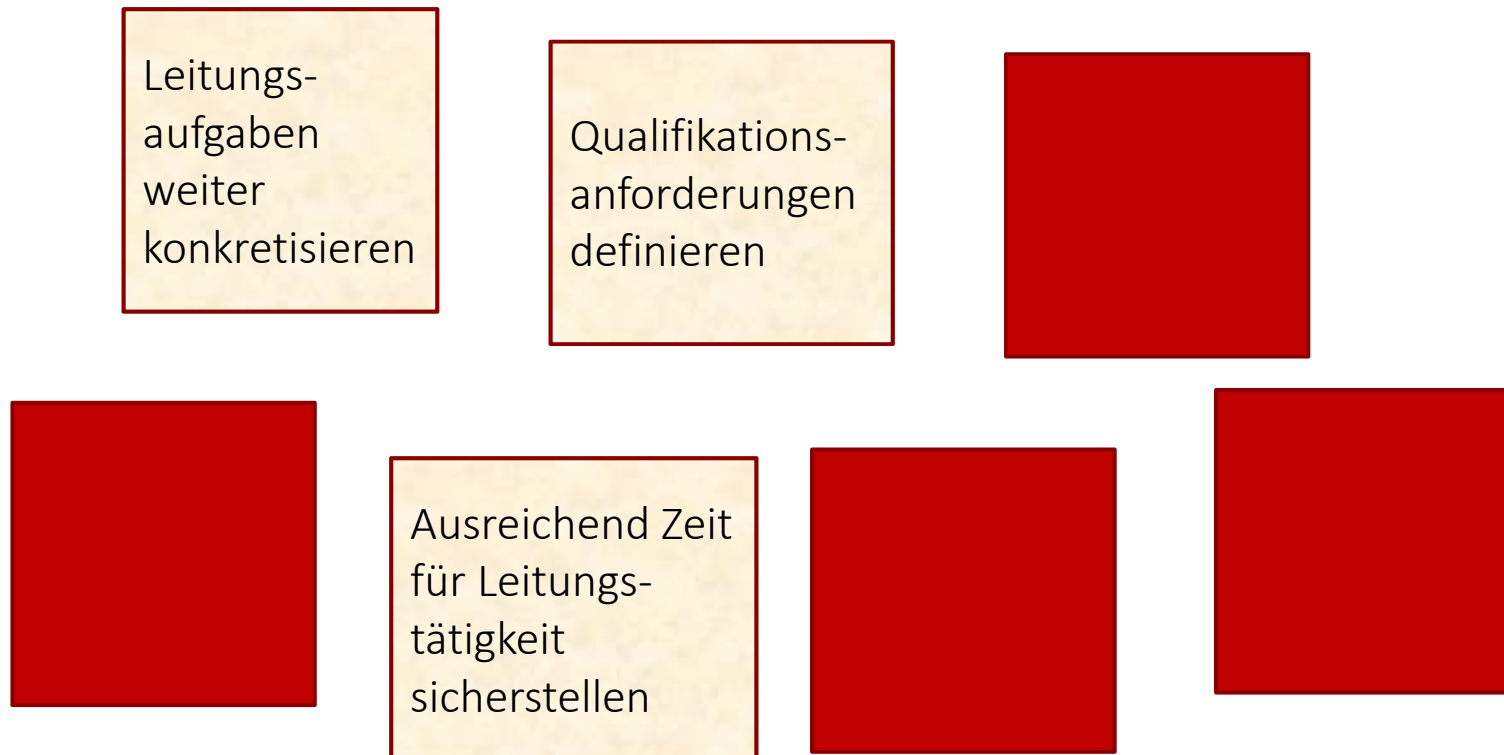 Leitungs-
aufgaben
weiter
konkretisieren
Qualifikations-
anforderungen
definieren
Ausreichend Zeit
für Leitungs-
tätigkeit
sicherstellen